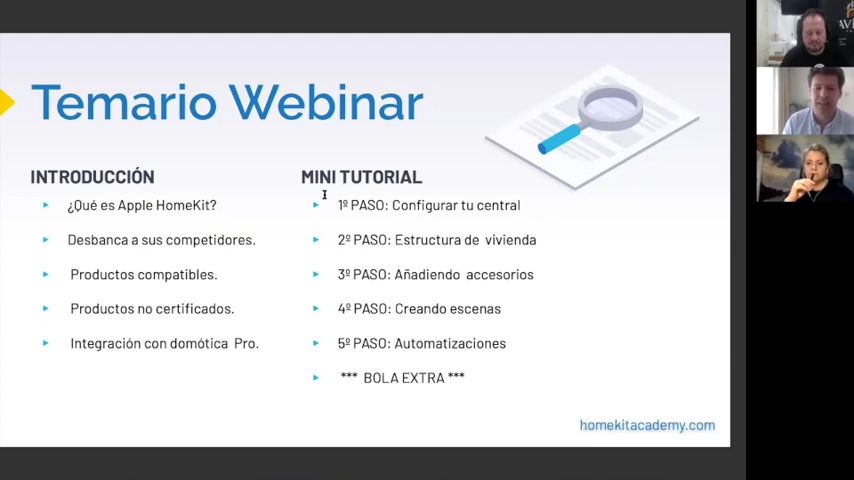 Temario Webinar
INTRODUCCIÓN
¿Qué es Apple HomeKit?
Desbanca a sus competidores.
Productos compatibles.
Productos no certificados.
Integración con domótica Pro.
MINI TUTORIAL
1º PASO: Configurar tu central
2º PASO: Estructura de vivienda
3º PASO: Añadiendo accesorios
4º PASO: Creando escenas
5º PASO: Automatizaciones
*** BOLA EXTRA ***
homekitacademy.com